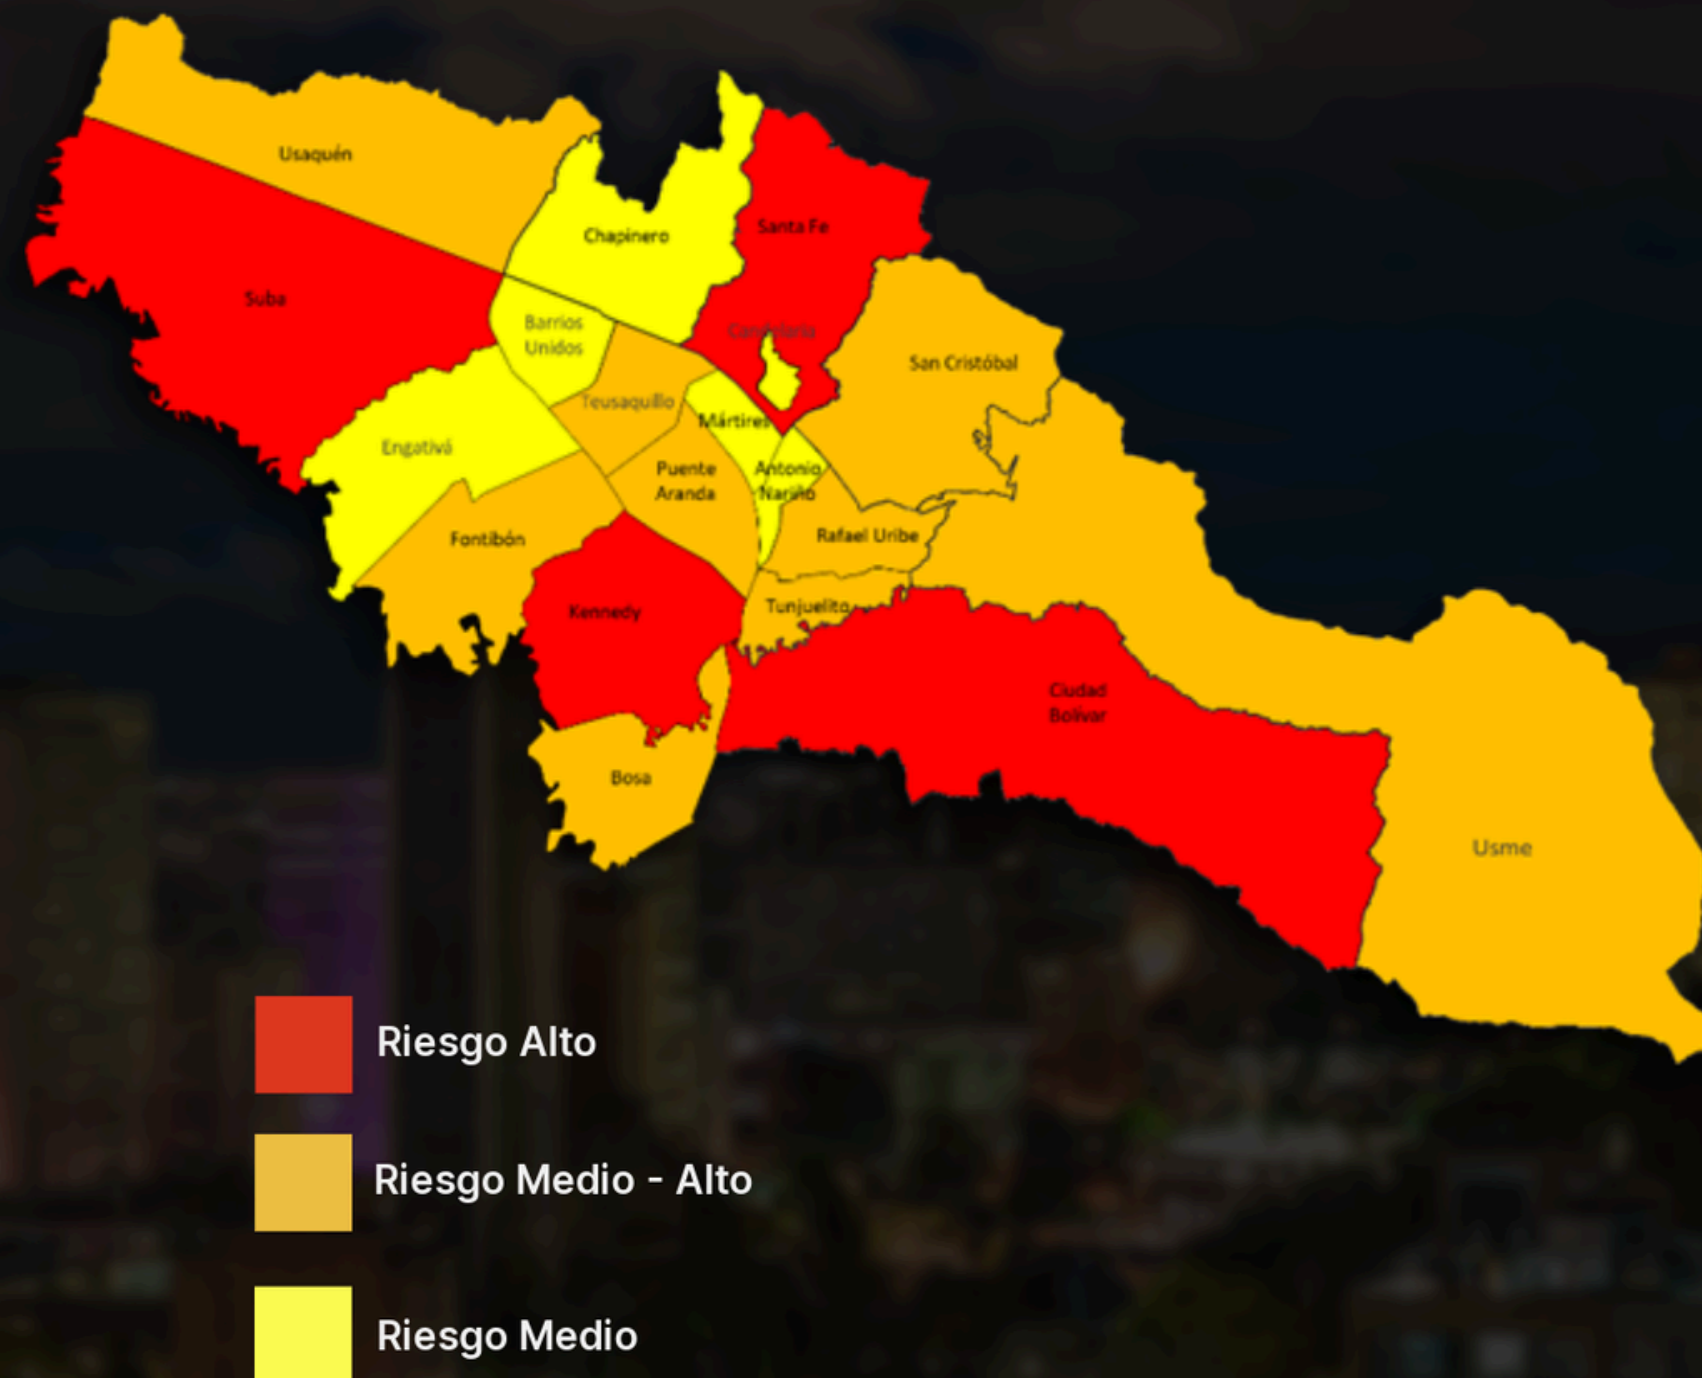 Usaquén
Suba
Chapinero
Santa Fe
Barrios
Unidos
Candelaria
San Cristóbal
Teusaquillo
Mártires
Engativá
Puente
Aranda
Antonio
Nariño
Fontibón
Rafael Uribe
Kennedy
Tunjuelito
Ciudad
Bolívar
Bosa
Usme
Riesgo Alto
Riesgo Medio - Alto
Riesgo Medio